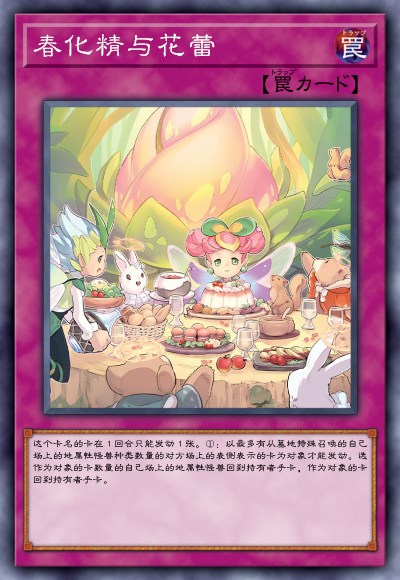 春化精与花蕾
トラップ
罠
【罠カード】
トラップ
这个卡名的卡在1回合只能发动1张。①：以最多有从墓地特殊召唤的自己
场上的地属性怪兽种类数量的对方场上的表侧表示的卡为对象才能发动。选
作为对象的卡数量的自己场上的地属性怪兽回到持有者手卡，作为对象的卡
回到持有者手卡。